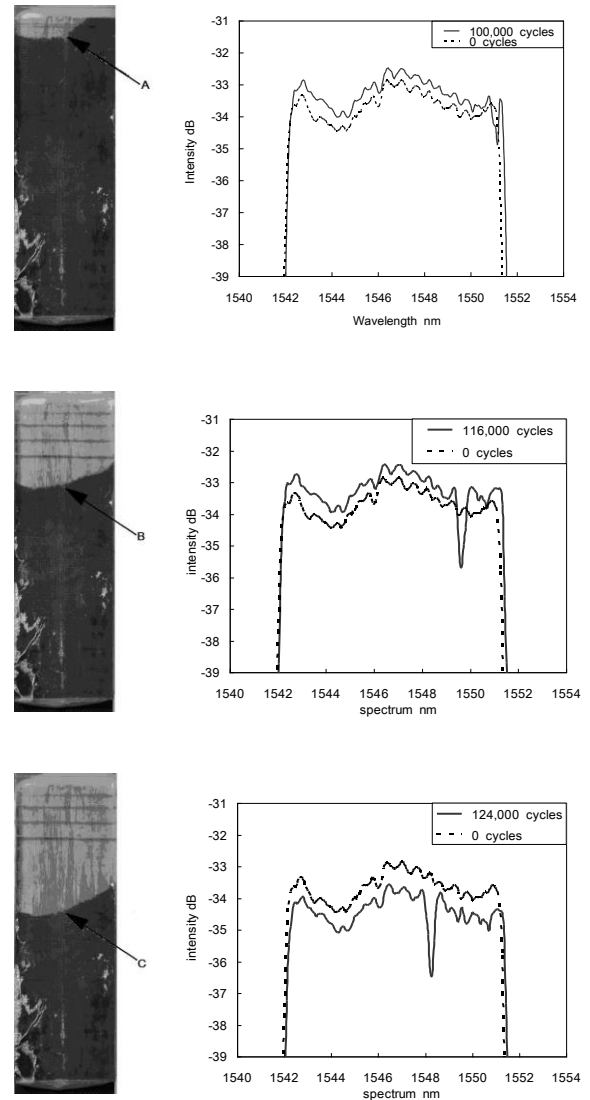 A
-31
-32
-33
-34
-35
-36
-37
-38
-39
Intensity dB
100,000 cycles
0 cycles
1540 1542 1544 1546 1548 1550 1552 1554
Wavelength nm
B
-31
-32
-33
-34
-35
-36
-37
-38
-39
intensity dB
116,000 cycles
0 cycles
1540 1542 1544 1546 1548 1550 1552 1554
spectrum nm
C
-31
-32
-33
-34
-35
-36
-37
-38
-39
intensity dB
124,000 cycles
0 cycles
1540 1542 1544 1546 1548 1550 1552 1554
spectrum nm